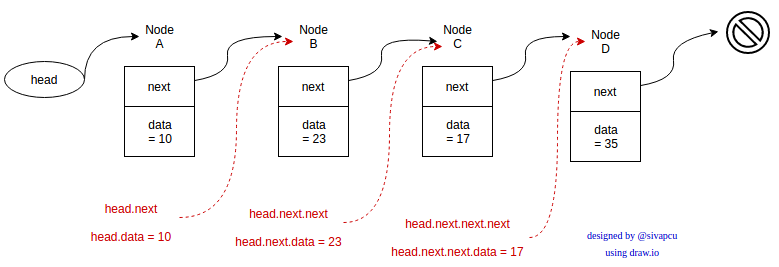 head
Node
A
next
data
= 10
Node
B
next
data
= 23
Node
C
next
data
= 17
Node
D
next
data
= 35
head.next
head.data = 10
head.next.next
head.next.data = 23
head.next.next.next
head.next.next.data = 17
designed by @sivapcu
using draw.io